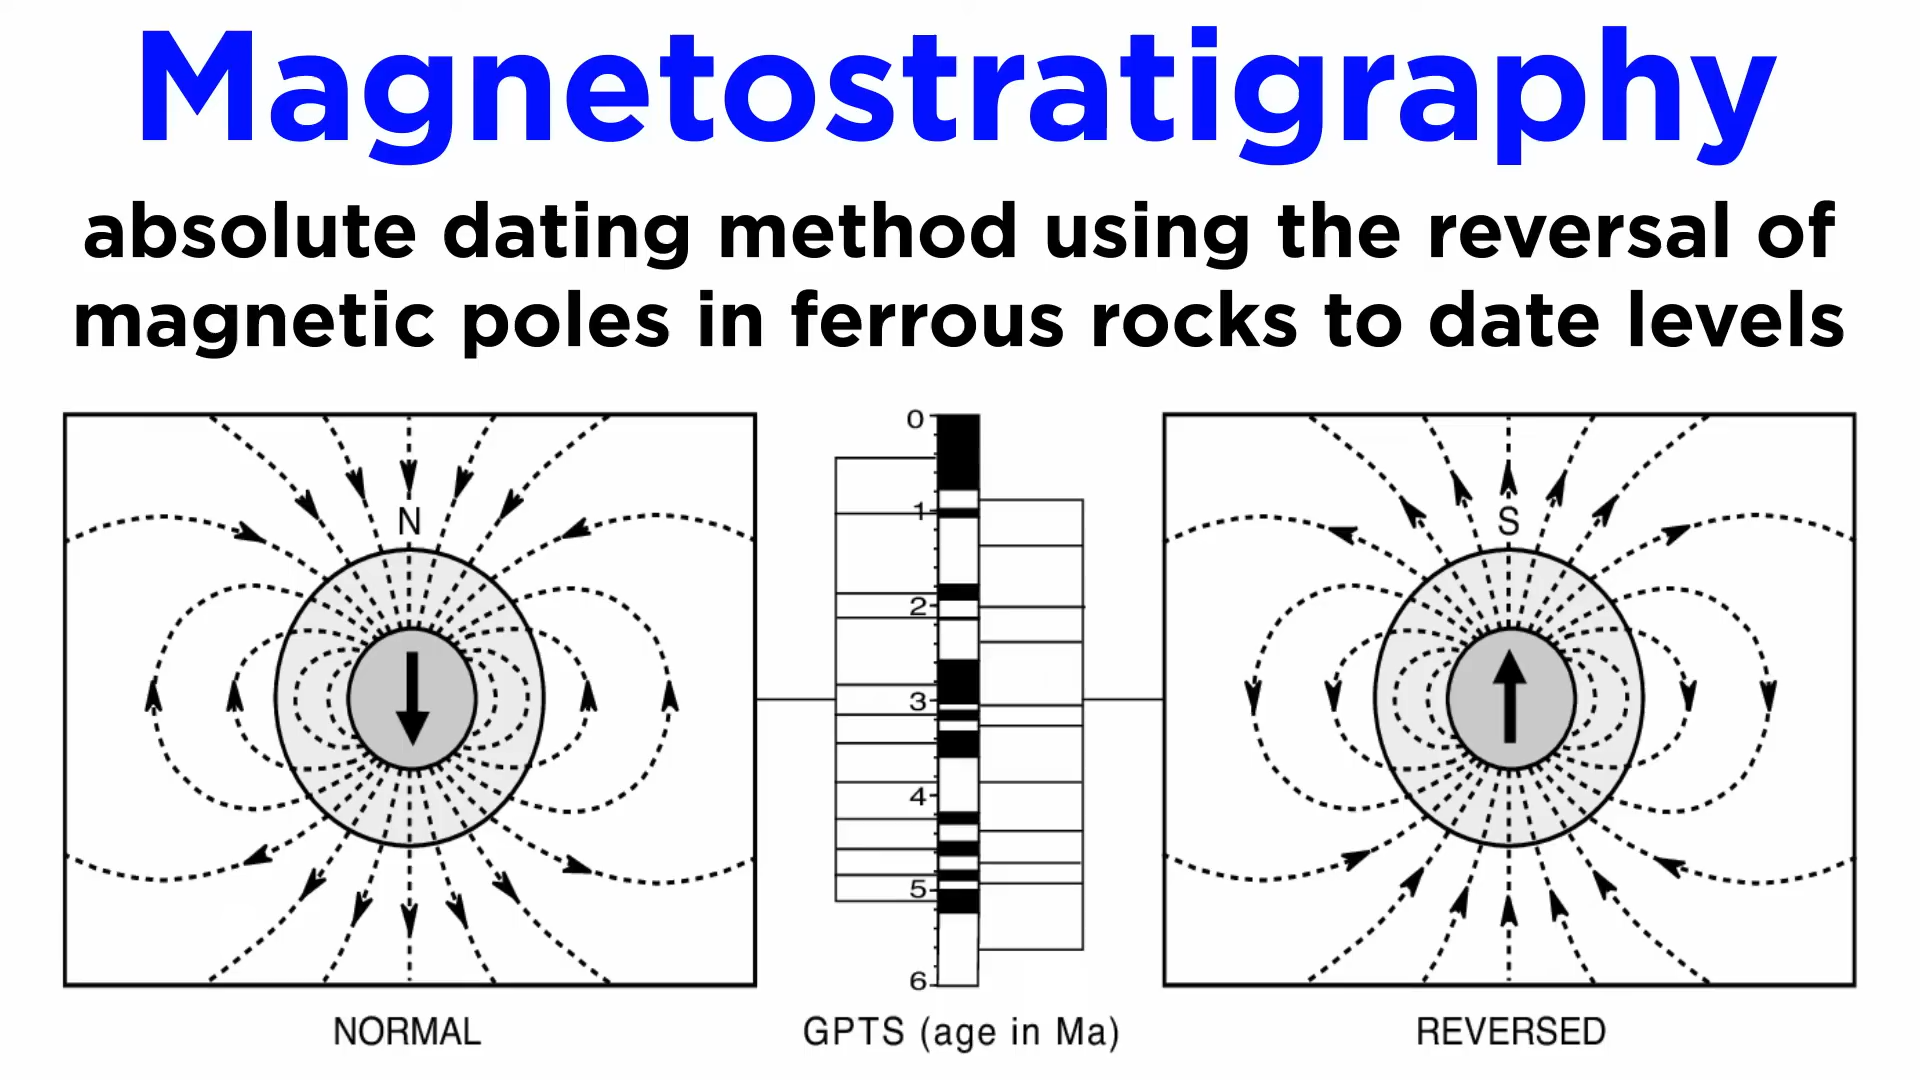 Magnetostratigraphy
absolute dating method using the reversal of
magnetic poles in ferrous rocks to date levels
N
0
1
2
3
4
5
6
S
NORMAL
GPTS (age in Ma)
REVERSED